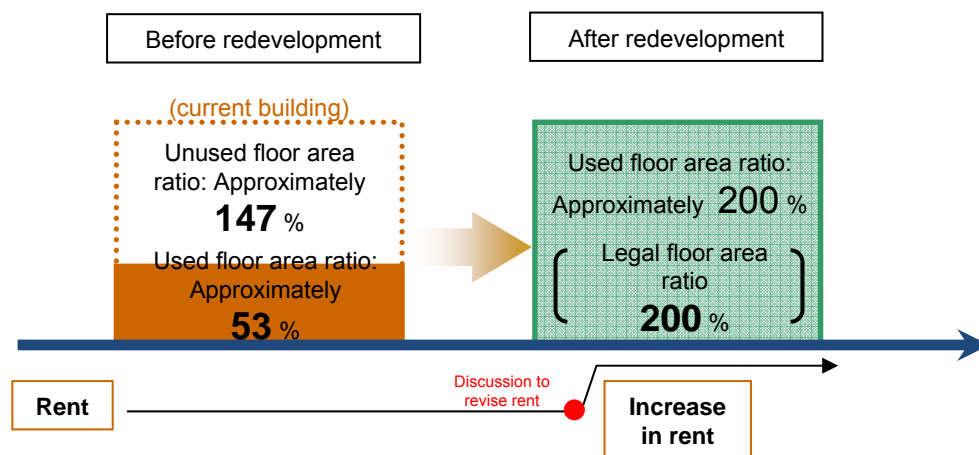 Before redevelopment
After redevelopment
(current building)
Unused floor area
ratio: Approximately
147 %
Used floor area ratio:
Approximately
53 %
Used floor area ratio:
Approximately 200 %
Legal floor area
ratio
200 %
Rent
Discussion to
revise rent
Increase
in rent